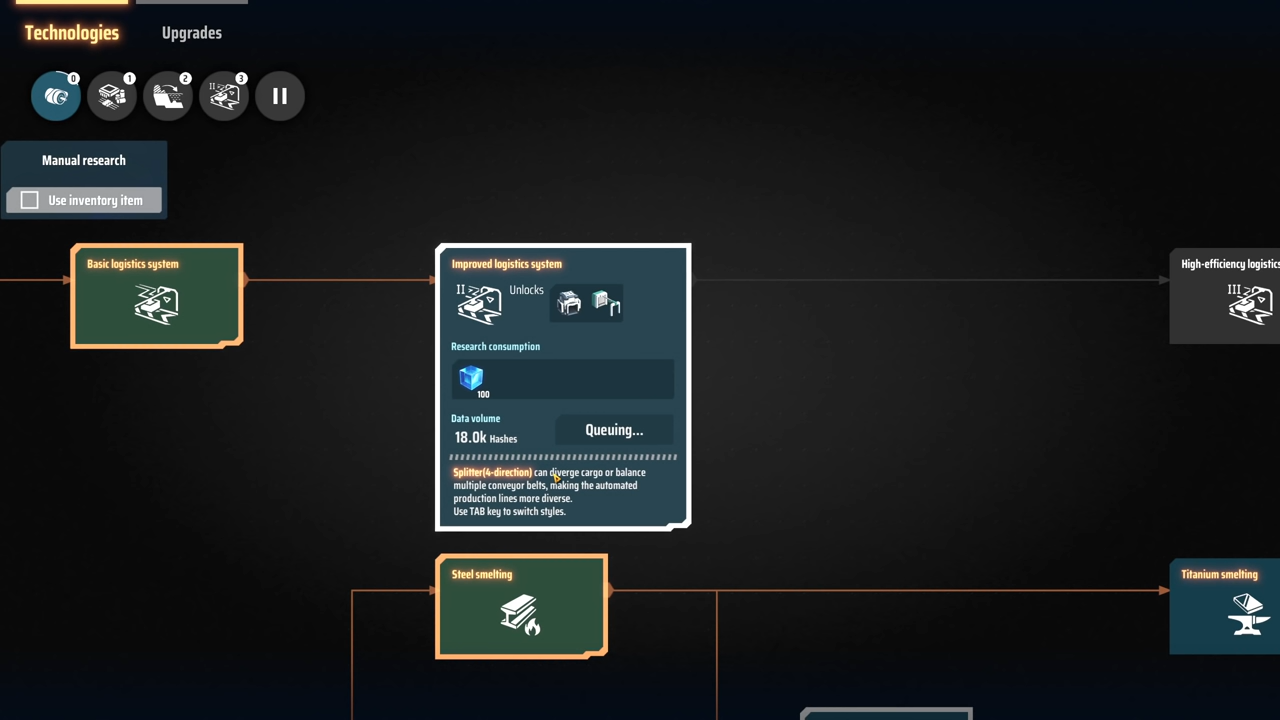 Technologies
Upgrades
0
1
2
II
3
Manual research
Use inventory item
Basic logistics system
Improved logistics system
II
Unlocks
Research consumption
100
Data volume
18.0k Hashes
Queuing...
Splitter(4-direction) can diverge cargo or balance
multiple conveyor belts, making the automated
production lines more diverse.
Use TAB key to switch styles.
High-efficiency logistics
III
Steel smelting
Titanium smelting